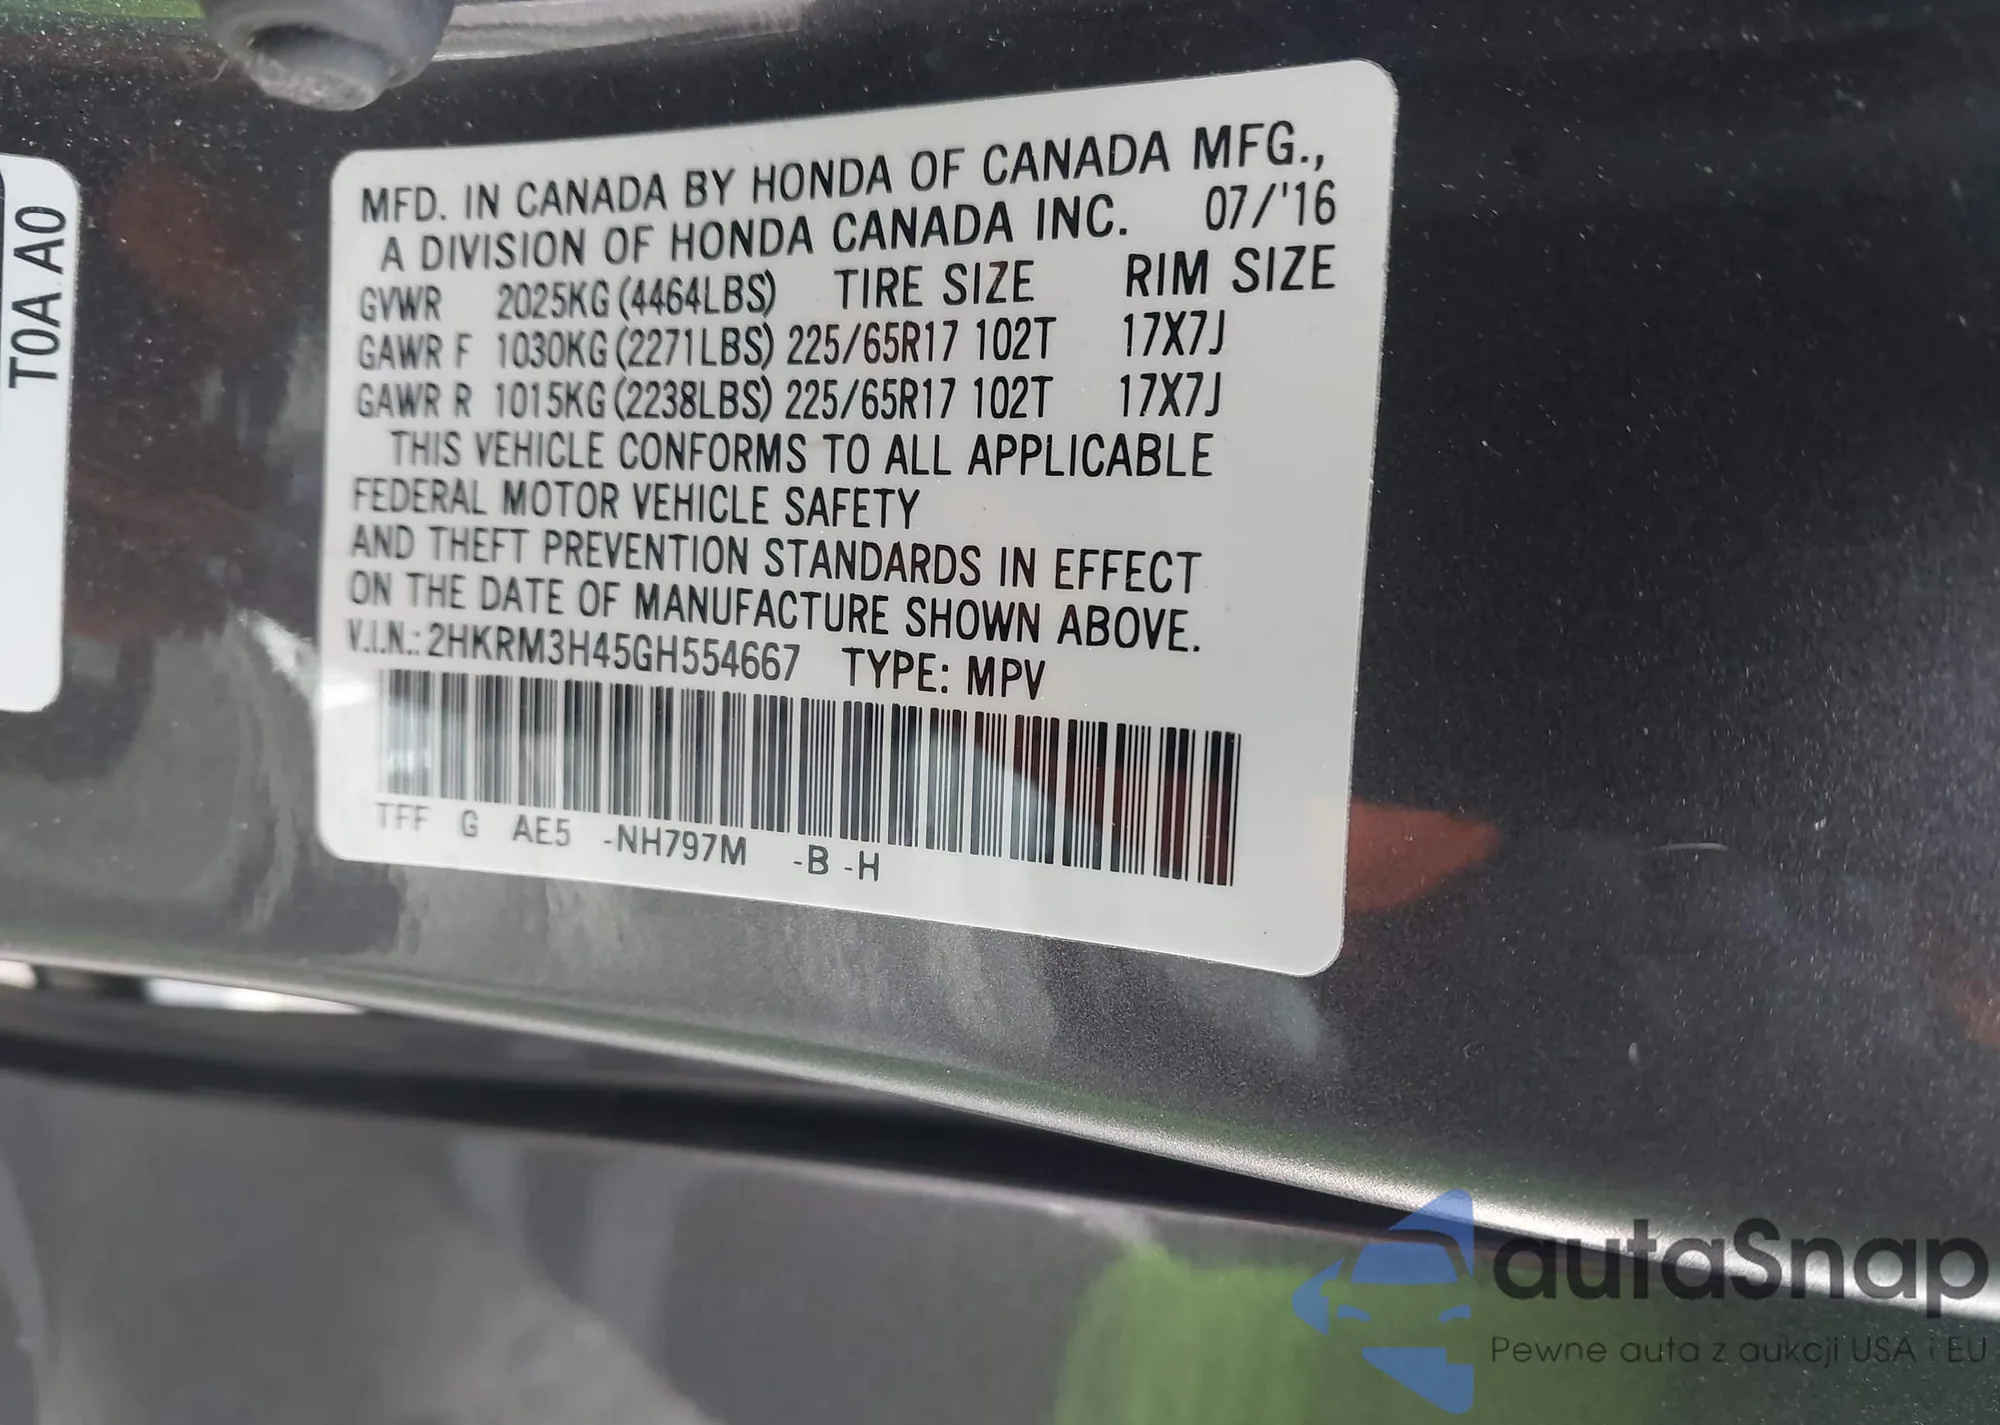 T0A A0
MFD. IN CANADA BY HONDA OF CANADA MFG.,
A DIVISION OF HONDA CANADA INC. 07/'16
GVWR 2025KG (4464LBS) TIRE SIZE RIM SIZE
GAWR F 1030KG (2271LBS) 225/65R17 102T 17X7J
GAWR R 1015KG (2238LBS) 225/65R17 102T 17X7J
THIS VEHICLE CONFORMS TO ALL APPLICABLE
FEDERAL MOTOR VEHICLE SAFETY
AND THEFT PREVENTION STANDARDS IN EFFECT
ON THE DATE OF MANUFACTURE SHOWN ABOVE.
V.I.N.: 2HKRM3H45GH554667 TYPE: MPV
TFF G AE5 -NH797M -B -H
autaSnap
Pewne auta z aukcji USA i EU